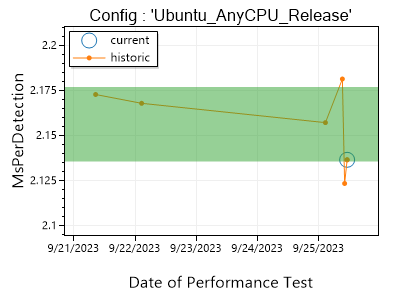 Config : 'Ubuntu_AnyCPU_Release'
current
historic
MsPerDetection
2.2
2.175
2.15
2.125
2.1
9/21/2023 9/22/2023 9/23/2023 9/24/2023 9/25/2023
Date of Performance Test